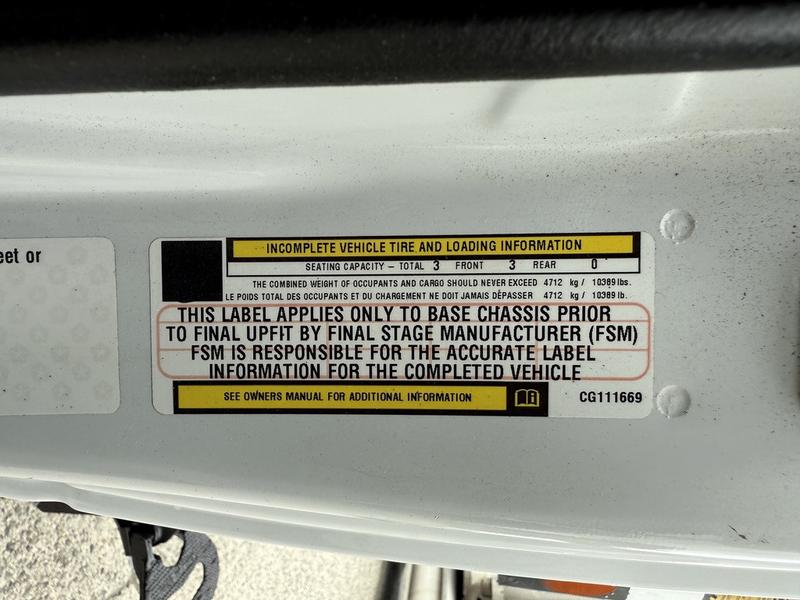 eet or
INCOMPLETE VEHICLE TIRE AND LOADING INFORMATION
SEATING CAPACITY – TOTAL 3 FRONT 3 REAR 0
THE COMBINED WEIGHT OF OCCUPANTS AND CARGO SHOULD NEVER EXCEED 4712 kg / 10389 lbs.
LE POIDS TOTAL DES OCCUPANTS ET DU CHARGEMENT NE DOIT JAMAIS DÉPASSER 4712 kg / 10389 lb.
THIS LABEL APPLIES ONLY TO BASE CHASSIS PRIOR
TO FINAL UPFIT BY FINAL STAGE MANUFACTURER (FSM)
FSM IS RESPONSIBLE FOR THE ACCURATE LABEL
INFORMATION FOR THE COMPLETED VEHICLE
SEE OWNERS MANUAL FOR ADDITIONAL INFORMATION
CG111669